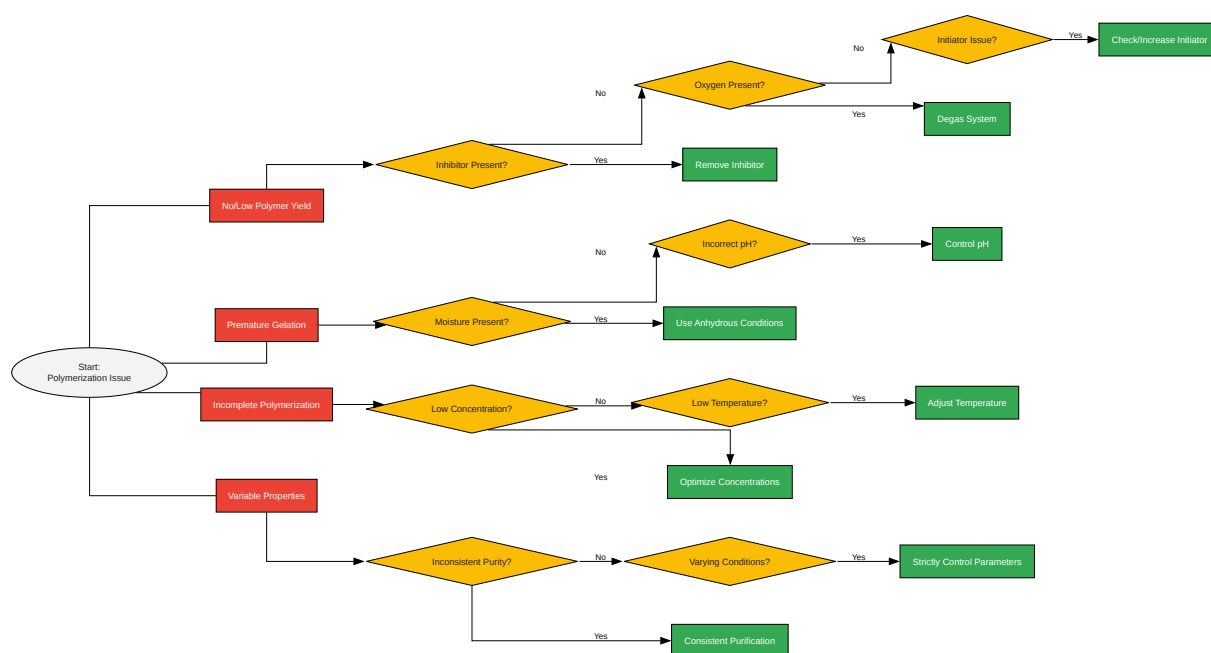 Initiator Issue?
Yes
Check/Increase Initiator
No
Oxygen Present?
No
Yes
Degas System
Inhibitor Present?
Yes
Remove Inhibitor
No/Low Polymer Yield
Incorrect pH?
Yes
Control pH
No
Premature Gelation
Moisture Present?
Yes
Use Anhydrous Conditions
Start:
Polymerization Issue
Incomplete Polymerization
Low Concentration?
No
Low Temperature?
Yes
Adjust Temperature
Yes
Optimize Concentrations
Variable Properties
Inconsistent Purity?
No
Varying Conditions?
Yes
Strictly Control Parameters
Yes
Consistent Purification